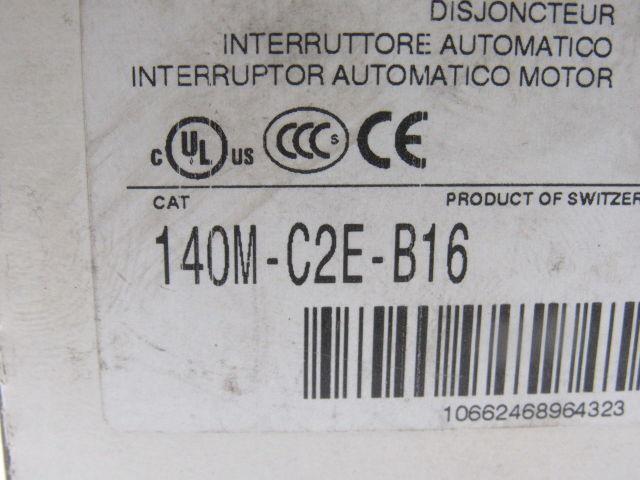 DISJONCTEUR
INTERRUTTORE AUTOMATICO
INTERRUPTOR AUTOMATICO MOTOR
C UL US CCC S CE
CAT PRODUCT OF SWITZER
140M-C2E-B16
10662468964323